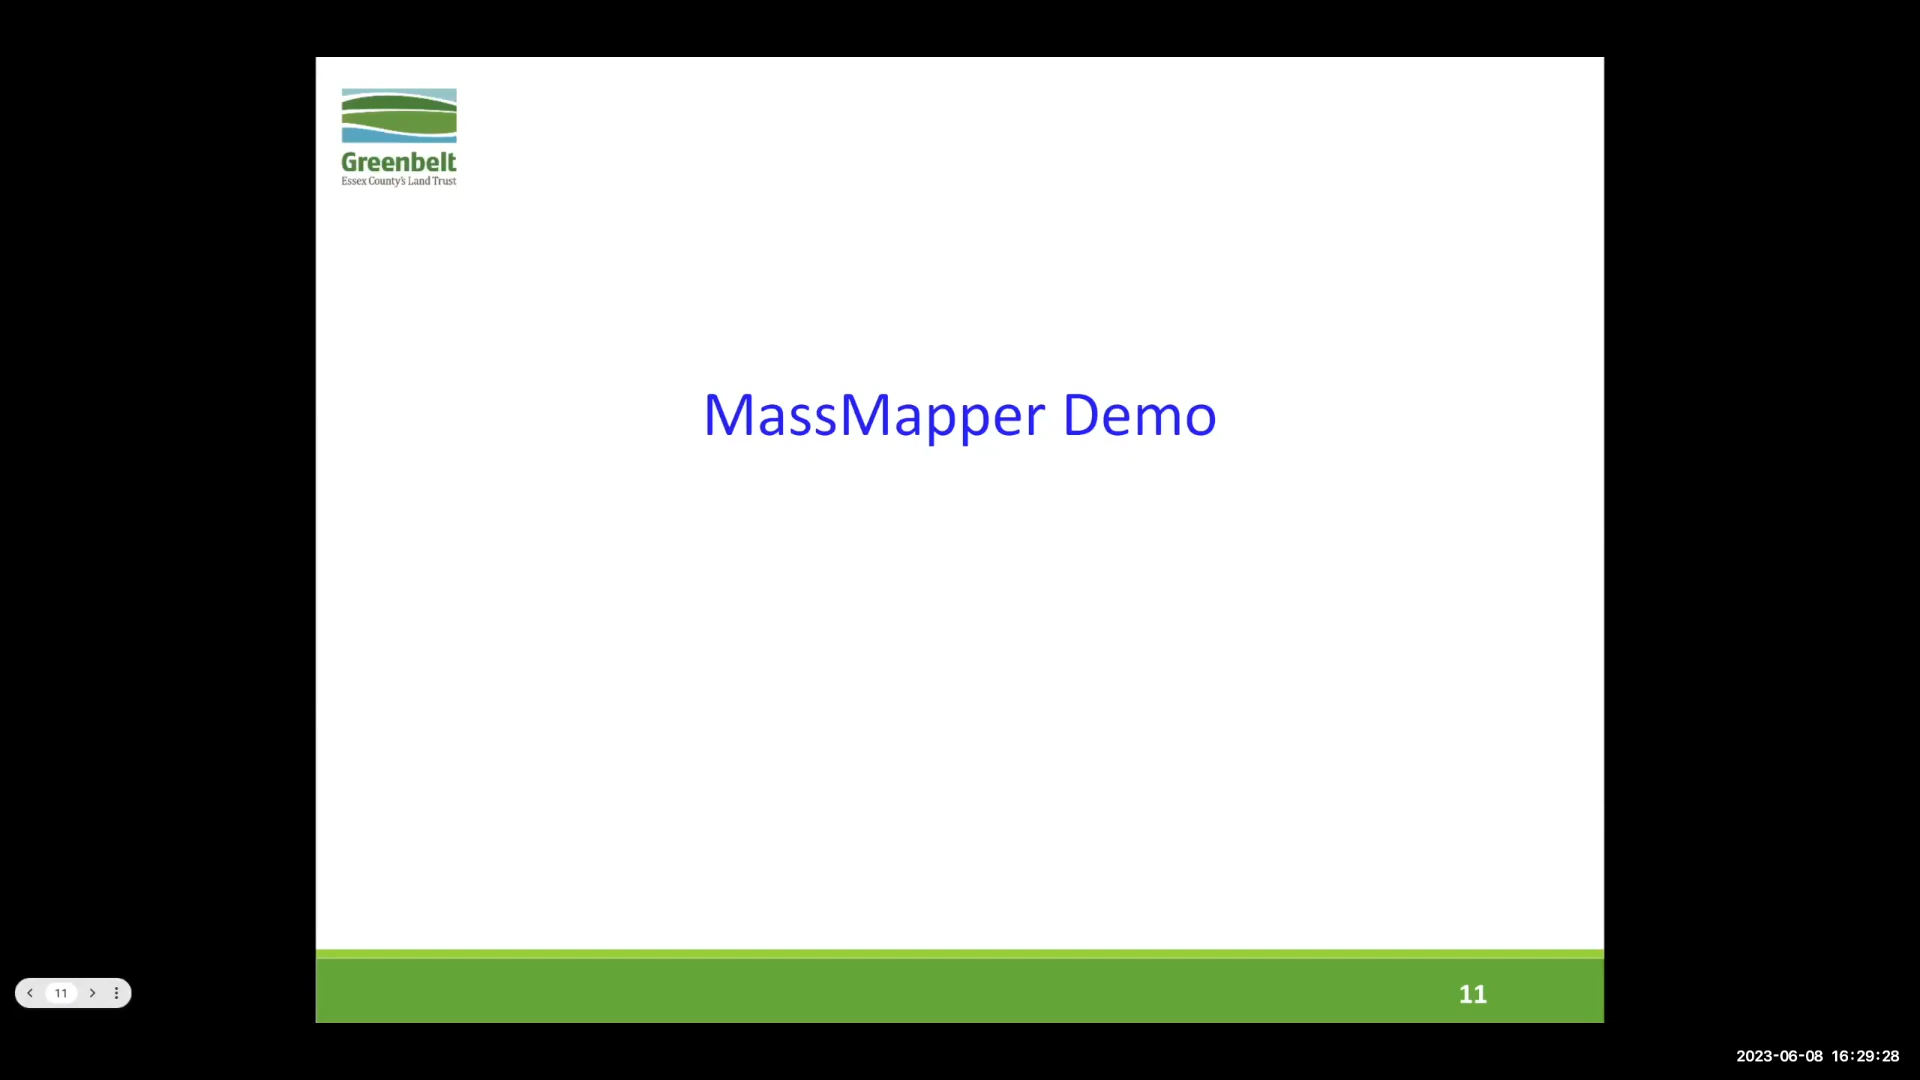 Greenbelt
Essex County's Land Trust
MassMapper Demo
11
11
2023-06-08 16:29:28